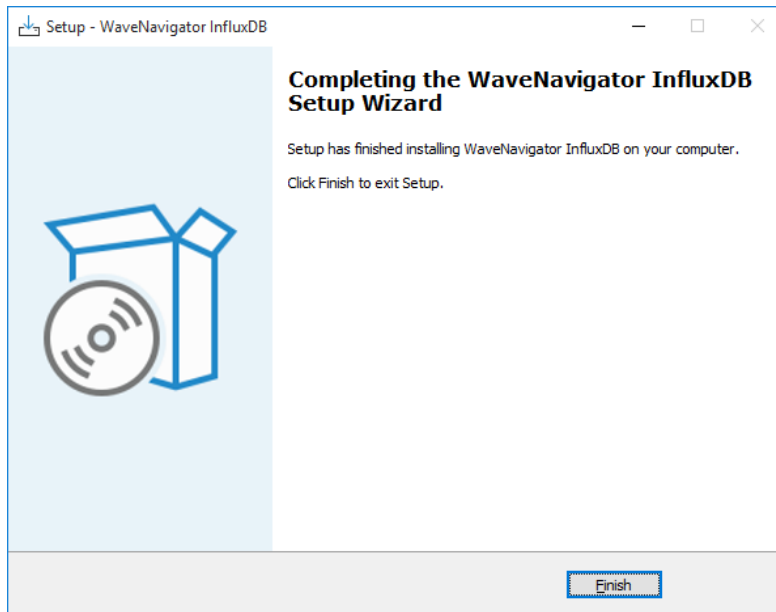 Setup - WaveNavigator InfluxDB
Completing the WaveNavigator InfluxDB
Setup Wizard
Setup has finished installing WaveNavigator InfluxDB on your computer.
Click Finish to exit Setup.
Finish